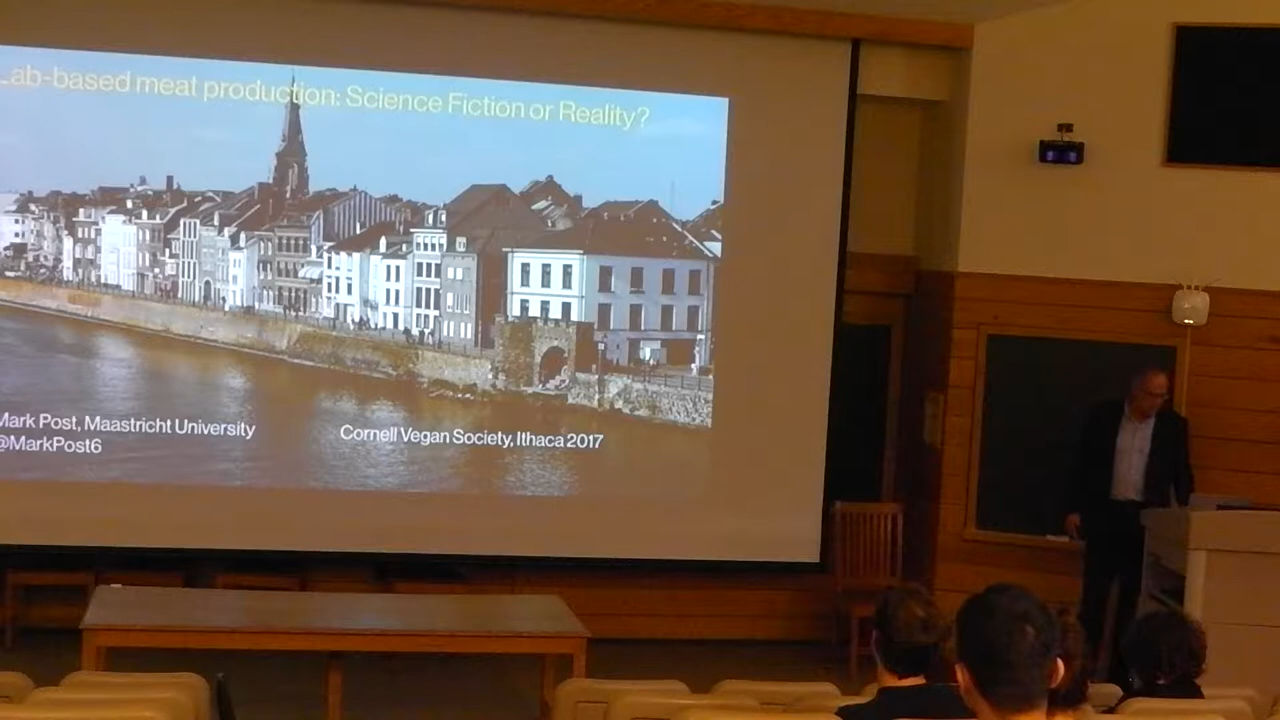 Lab-based meat production: Science Fiction or Reality?
Mark Post, Maastricht University
@MarkPost6
Cornell Vegan Society, Ithaca 2017